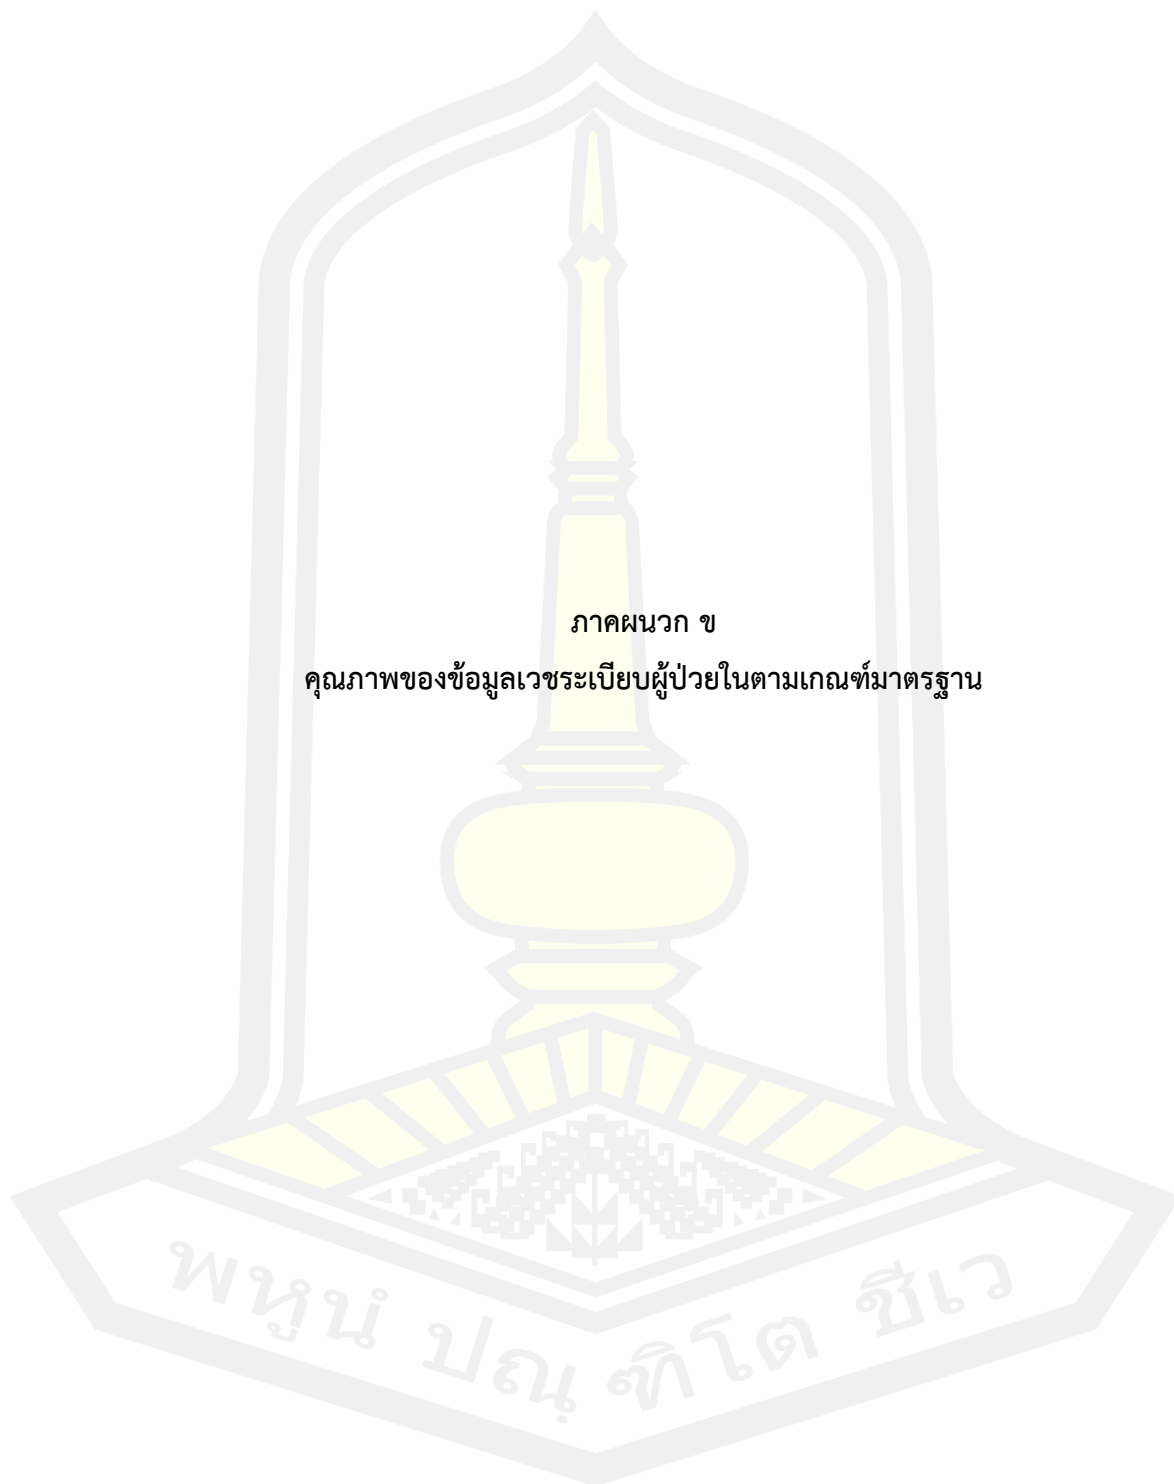 ภาคผนวก ข
คุณภาพของข้อมูลเวชระเบียบผู้ป่วยในตามเกณฑ์มาตรฐาน
พหูนํ ปณฺฑิโต ชีเว